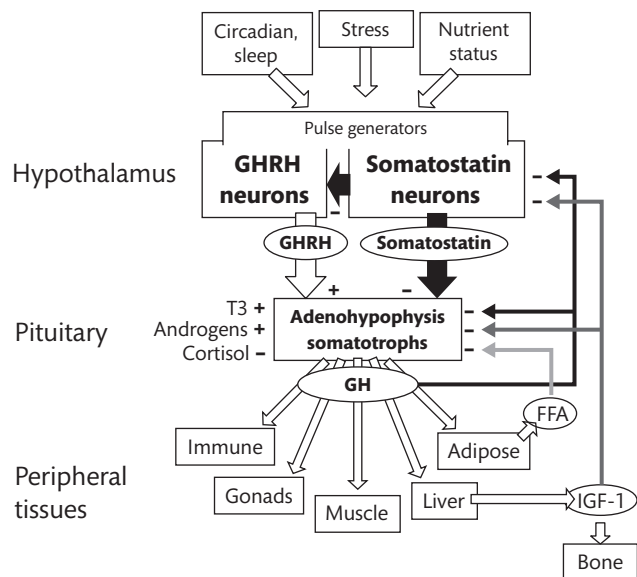 Circadian,
sleep
Stress
Nutrient
status
Pulse generators
Hypothalamus
GHRH
neurons
Somatostatin
neurons
-
-
-
GHRH
Somatostatin
+
-
T3 +
Androgens +
Cortisol -
Pituitary
Adenohypophysis
somatotrophs
-
-
-
GH
FFA
Immune
Adipose
Peripheral
tissues
Gonads
Muscle
Liver
IGF-1
Bone